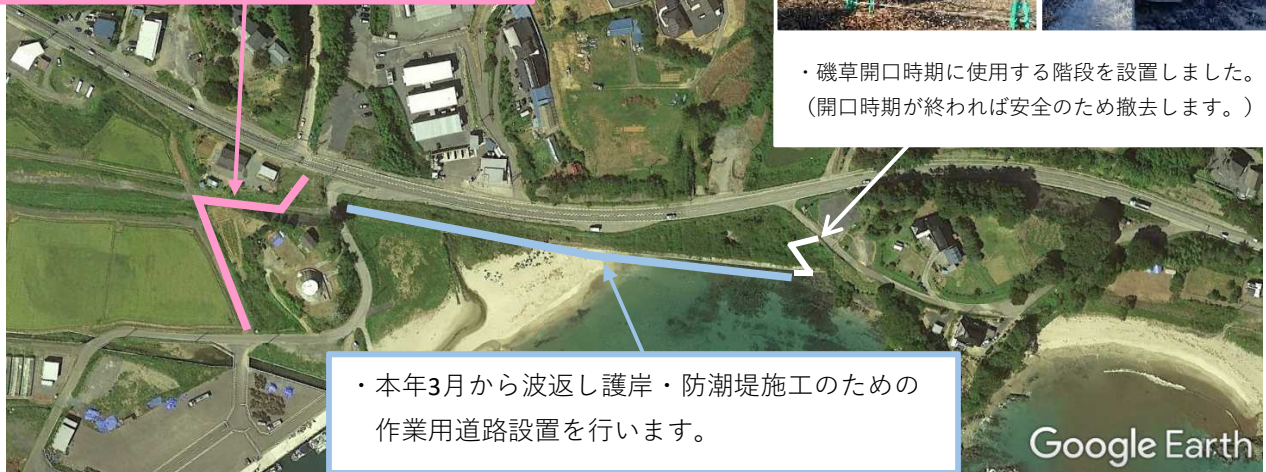 ・磯草開口時期に使用する階段を設置しました。
（開口時期が終われば安全のため撤去します。）
・本年3月から波返し護岸・防潮堤施工のための
作業用道路設置を行います。
Google Earth